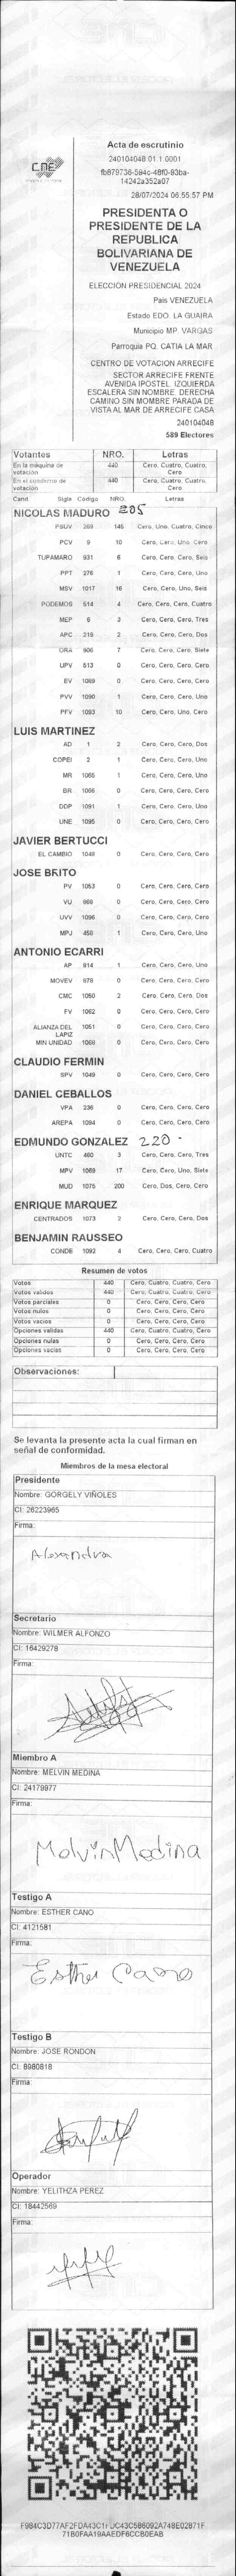 CNE
Acta de escrutinio
240104048.01.1.0001
fb878736-594c-48f0-93ba-
14242a352a07
28/07/2024 06:55:57 PM
PRESIDENTA O
PRESIDENTE DE LA
REPUBLICA
BOLIVARIANA DE
VENEZUELA
ELECCIÓN PRESIDENCIAL 2024
País VENEZUELA
Estado EDO. LA GUAIRA
Municipio MP. VARGAS
Parroquia PQ. CATIA LA MAR
CENTRO DE VOTACION ARRECIFE
SECTOR ARRECIFE FRENTE
AVENIDA IPOSTEL. IZQUIERDA
ESCALERA SIN NOMBRE. DERECHA
CAMINO SIN MOMBRE PARADA DE
VISTA AL MAR DE ARRECIFE CASA
240104048
589 Electores
Votantes NRO. Letras
En la máquina de votación 440 Cero, Cuatro, Cuatro, Cero
En el cuaderno de votación 440 Cero, Cuatro, Cuatro, Cero
Cand. Sigla Código NRO. Letras
NICOLAS MADURO 205
PSUV 269 145 Cero, Uno, Cuatro, Cinco
PCV 9 10 Cero, Cero, Uno, Cero
TUPAMARO 931 6 Cero, Cero, Cero, Seis
PPT 276 1 Cero, Cero, Cero, Uno
MSV 1017 16 Cero, Cero, Uno, Seis
PODEMOS 514 4 Cero, Cero, Cero, Cuatro
MEP 6 3 Cero, Cero, Cero, Tres
APC 219 2 Cero, Cero, Cero, Dos
ORA 906 7 Cero, Cero, Cero, Siete
UPV 513 0 Cero, Cero, Cero, Cero
EV 1089 0 Cero, Cero, Cero, Cero
PVV 1090 1 Cero, Cero, Cero, Uno
PFV 1093 10 Cero, Cero, Uno, Cero
LUIS MARTINEZ
AD 1 2 Cero, Cero, Cero, Dos
COPEI 2 1 Cero, Cero, Cero, Uno
MR 1065 1 Cero, Cero, Cero, Uno
BR 1066 0 Cero, Cero, Cero, Cero
DDP 1091 1 Cero, Cero, Cero, Uno
UNE 1095 0 Cero, Cero, Cero, Cero
JAVIER BERTUCCI
EL CAMBIO 1048 0 Cero, Cero, Cero, Cero
JOSE BRITO
PV 1053 0 Cero, Cero, Cero, Cero
VU 869 0 Cero, Cero, Cero, Cero
UVV 1096 0 Cero, Cero, Cero, Cero
MPJ 458 1 Cero, Cero, Cero, Uno
ANTONIO ECARRI
AP 914 1 Cero, Cero, Cero, Uno
MOVEV 978 0 Cero, Cero, Cero, Cero
CMC 1050 2 Cero, Cero, Cero, Dos
FV 1062 0 Cero, Cero, Cero, Cero
ALIANZA DEL LAPIZ 1051 0 Cero, Cero, Cero, Cero
MIN UNIDAD 1068 0 Cero, Cero, Cero, Cero
CLAUDIO FERMIN
SPV 1049 0 Cero, Cero, Cero, Cero
DANIEL CEBALLOS
VPA 236 0 Cero, Cero, Cero, Cero
AREPA 1094 0 Cero, Cero, Cero, Cero
EDMUNDO GONZALEZ 220 -
UNTC 460 3 Cero, Cero, Cero, Tres
MPV 1069 17 Cero, Cero, Uno, Siete
MUD 1075 200 Cero, Dos, Cero, Cero
ENRIQUE MARQUEZ
CENTRADOS 1073 2 Cero, Cero, Cero, Dos
BENJAMIN RAUSSEO
CONDE 1092 4 Cero, Cero, Cero, Cuatro
Resumen de votos
Votos 440 Cero, Cuatro, Cuatro, Cero
Votos validos 440 Cero, Cuatro, Cuatro, Cero
Votos parciales 0 Cero, Cero, Cero, Cero
Votos nulos 0 Cero, Cero, Cero, Cero
Votos vacios 0 Cero, Cero, Cero, Cero
Opciones validas 440 Cero, Cuatro, Cuatro, Cero
Opciones nulas 0 Cero, Cero, Cero, Cero
Opciones vacias 0 Cero, Cero, Cero, Cero
Observaciones:
Se levanta la presente acta la cual firman en
señal de conformidad.
Miembros de la mesa electoral
Presidente
Nombre: GORGELY VIÑOLES
CI: 26223965
Firma:
Alexandra
Secretario
Nombre: WILMER ALFONZO
CI: 16429278
Firma:
Miembro A
Nombre: MELVIN MEDINA
CI: 24179977
Firma:
Melvin Medina
Testigo A
Nombre: ESTHER CANO
CI: 4121581
Firma:
Esther Cano
Testigo B
Nombre: JOSE RONDON
CI: 8980818
Firma:
Operador
Nombre: YELITHZA PEREZ
CI: 18442569
Firma:
71B0FAA19AAEDF6CCB0EAB